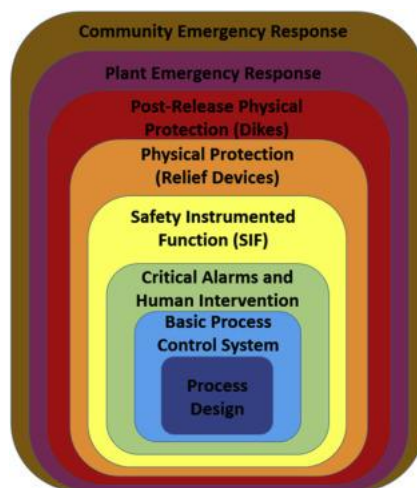 Community Emergency Response
Plant Emergency Response
Post-Release Physical
Protection (Dikes)
Physical Protection
(Relief Devices)
Safety Instrumented
Function (SIF)
Critical Alarms and
Human Intervention
Basic Process
Control System
Process
Design